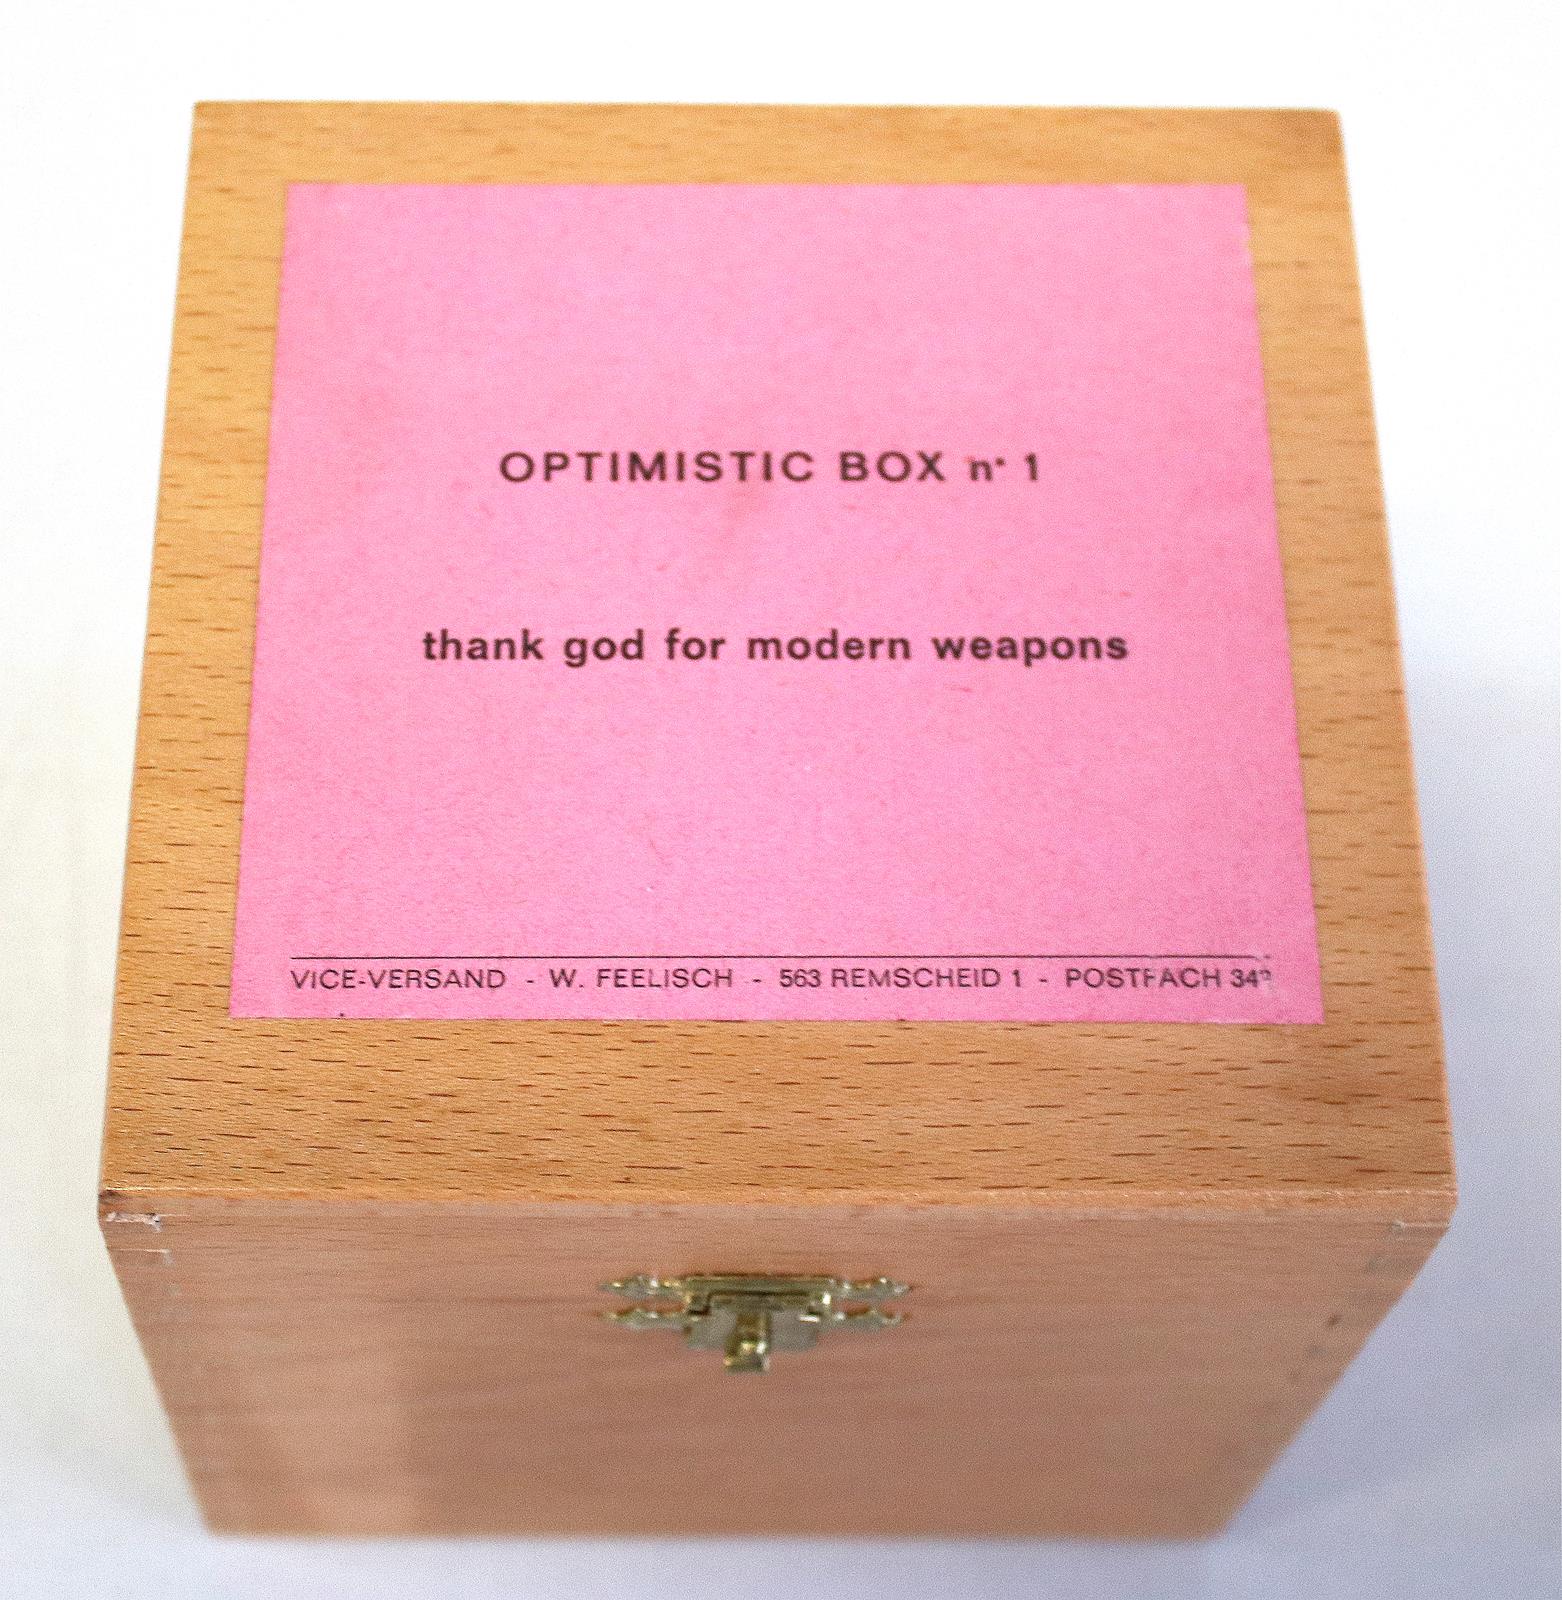 OPTIMISTIC BOX n° 1
thank god for modern weapons
VICE-VERSAND - W. FEELISCH - 563 REMSCHEID 1 - POSTFACH